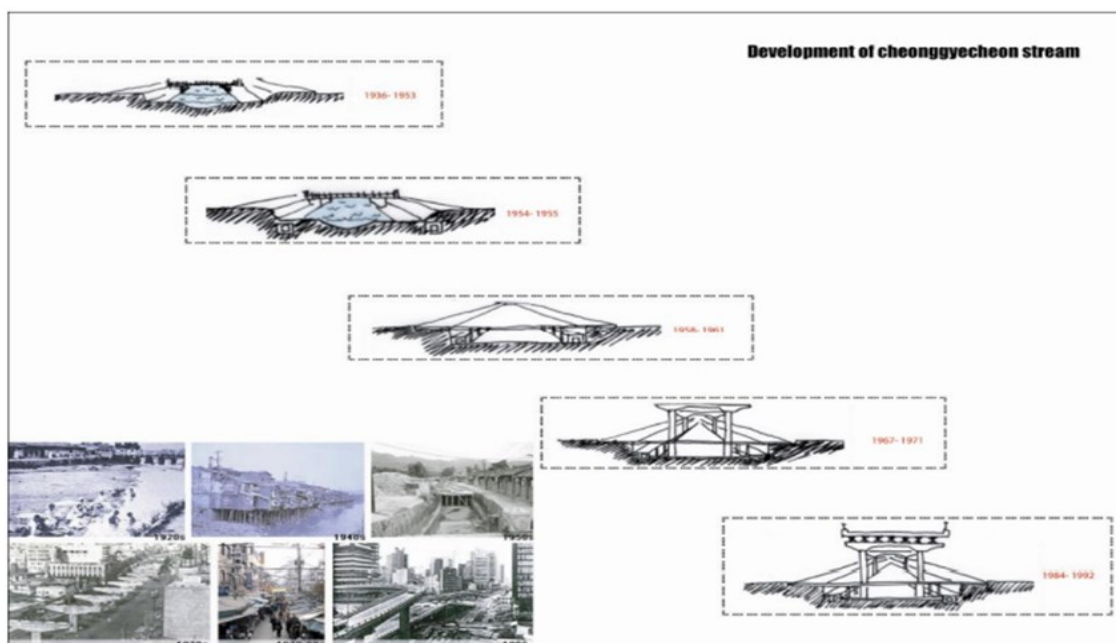 Development of cheonggyecheon stream
1936- 1953
1954- 1955
1958- 1961
1967- 1971
1984- 1992
1920s
1940s
1950s